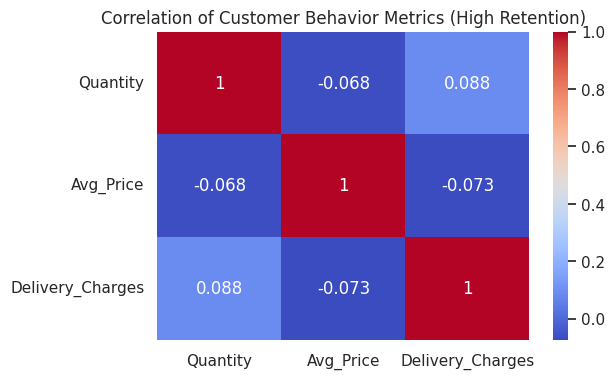 Correlation of Customer Behavior Metrics (High Retention)
Quantity
1
-0.068
0.088
Avg_Price
-0.068
1
-0.073
Delivery_Charges
0.088
-0.073
1
Quantity
Avg_Price
Delivery_Charges
1.0
0.8
0.6
0.4
0.2
0.0